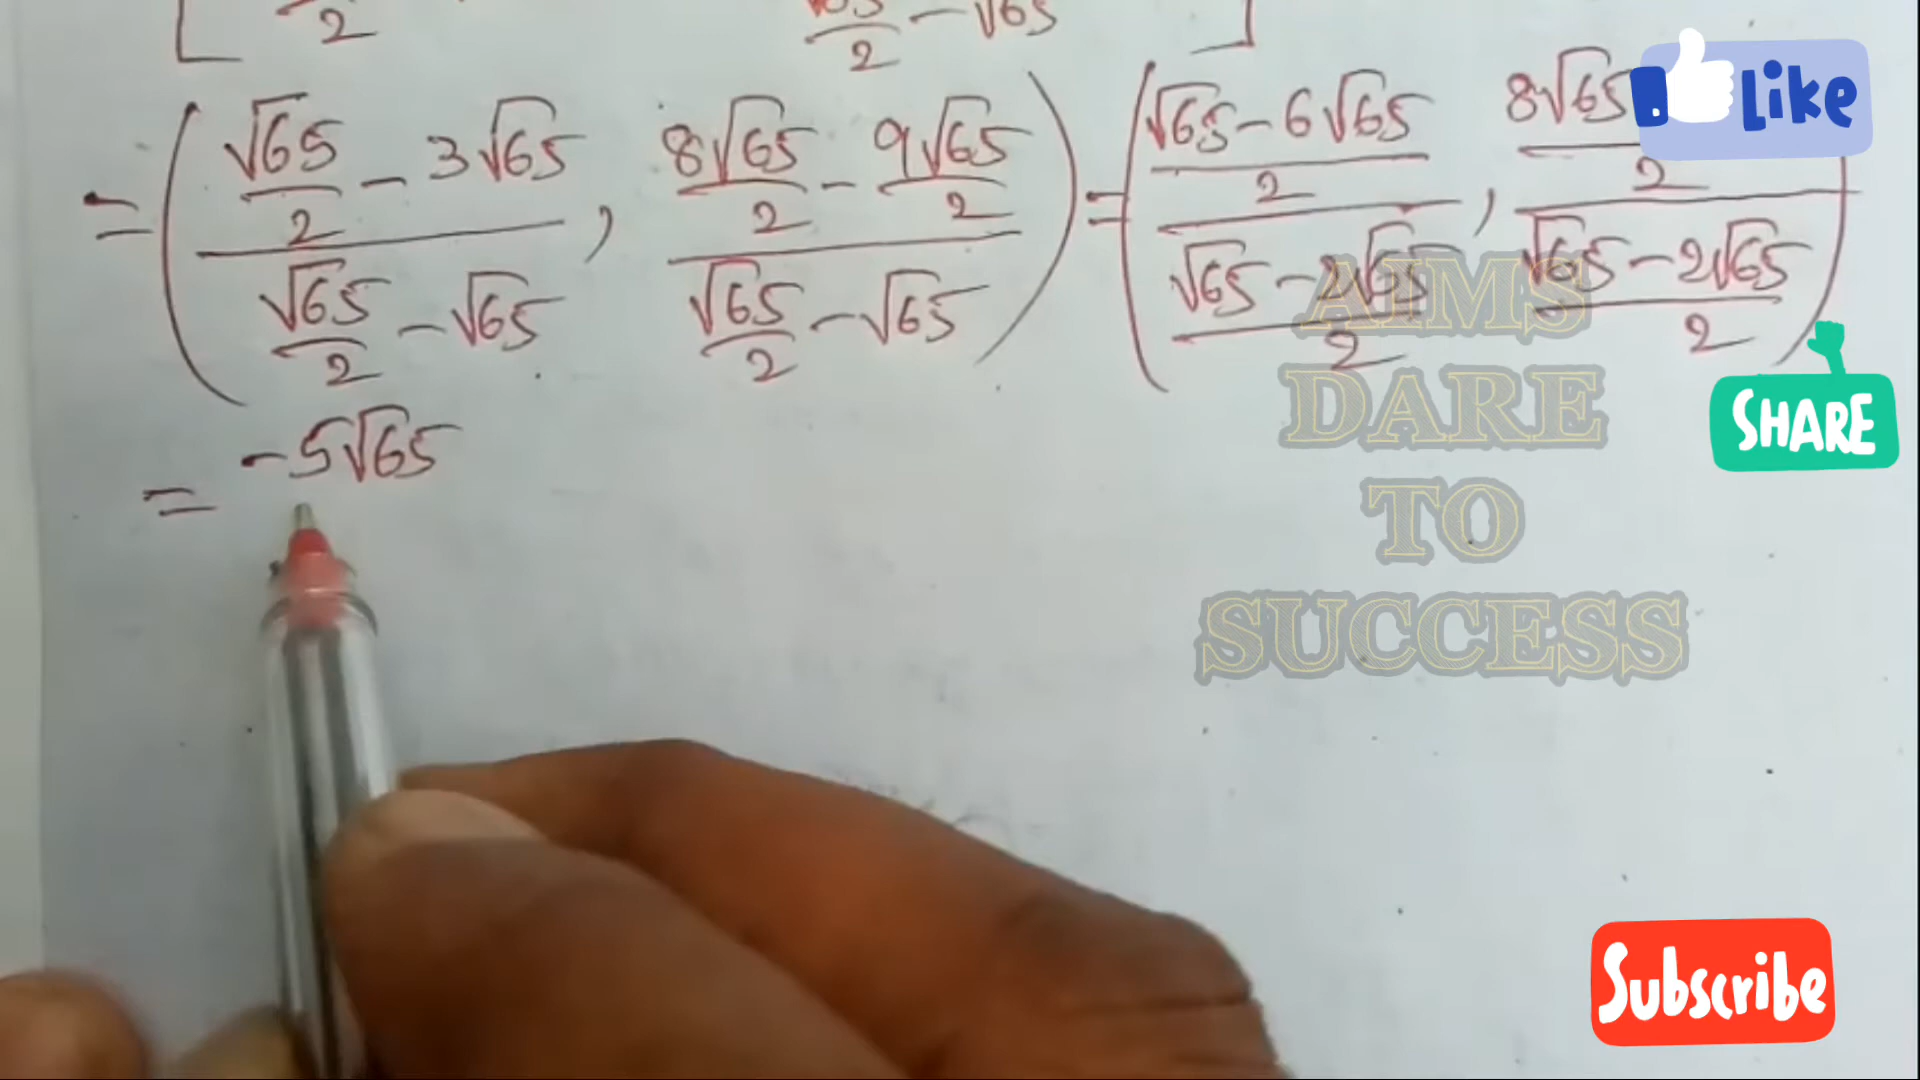 [ 2 √65/2 - √65 ]
= ( (√65/2 - 3√65)/(√65/2 - √65) , (8√65/2 - 9√65/2)/(√65/2 - √65) ) = ( ((√65 - 6√65)/2)/((√65 - 2√65)/2) , (8√65 /2)/((√65 - 2√65)/2) )
= -5√65
Like
SHARE
AIMS
DARE
TO
SUCCESS
Subscribe